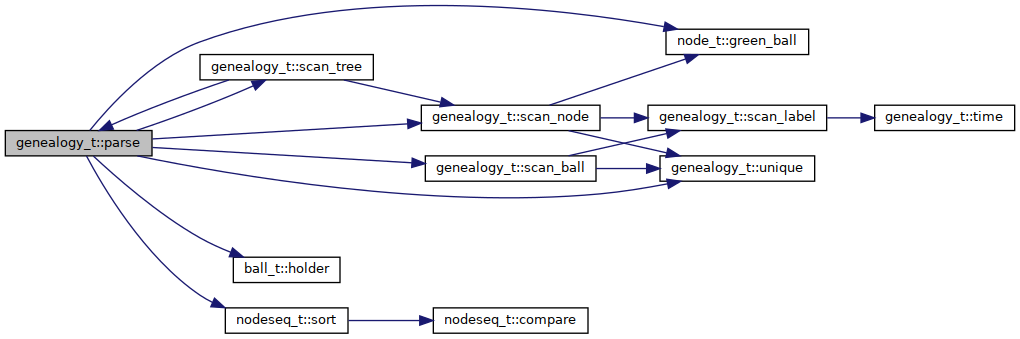 node_t::green_ball
genealogy_t::scan_tree
genealogy_t::scan_node
genealogy_t::scan_label
genealogy_t::time
genealogy_t::parse
genealogy_t::scan_ball
genealogy_t::unique
ball_t::holder
nodeseq_t::sort
nodeseq_t::compare